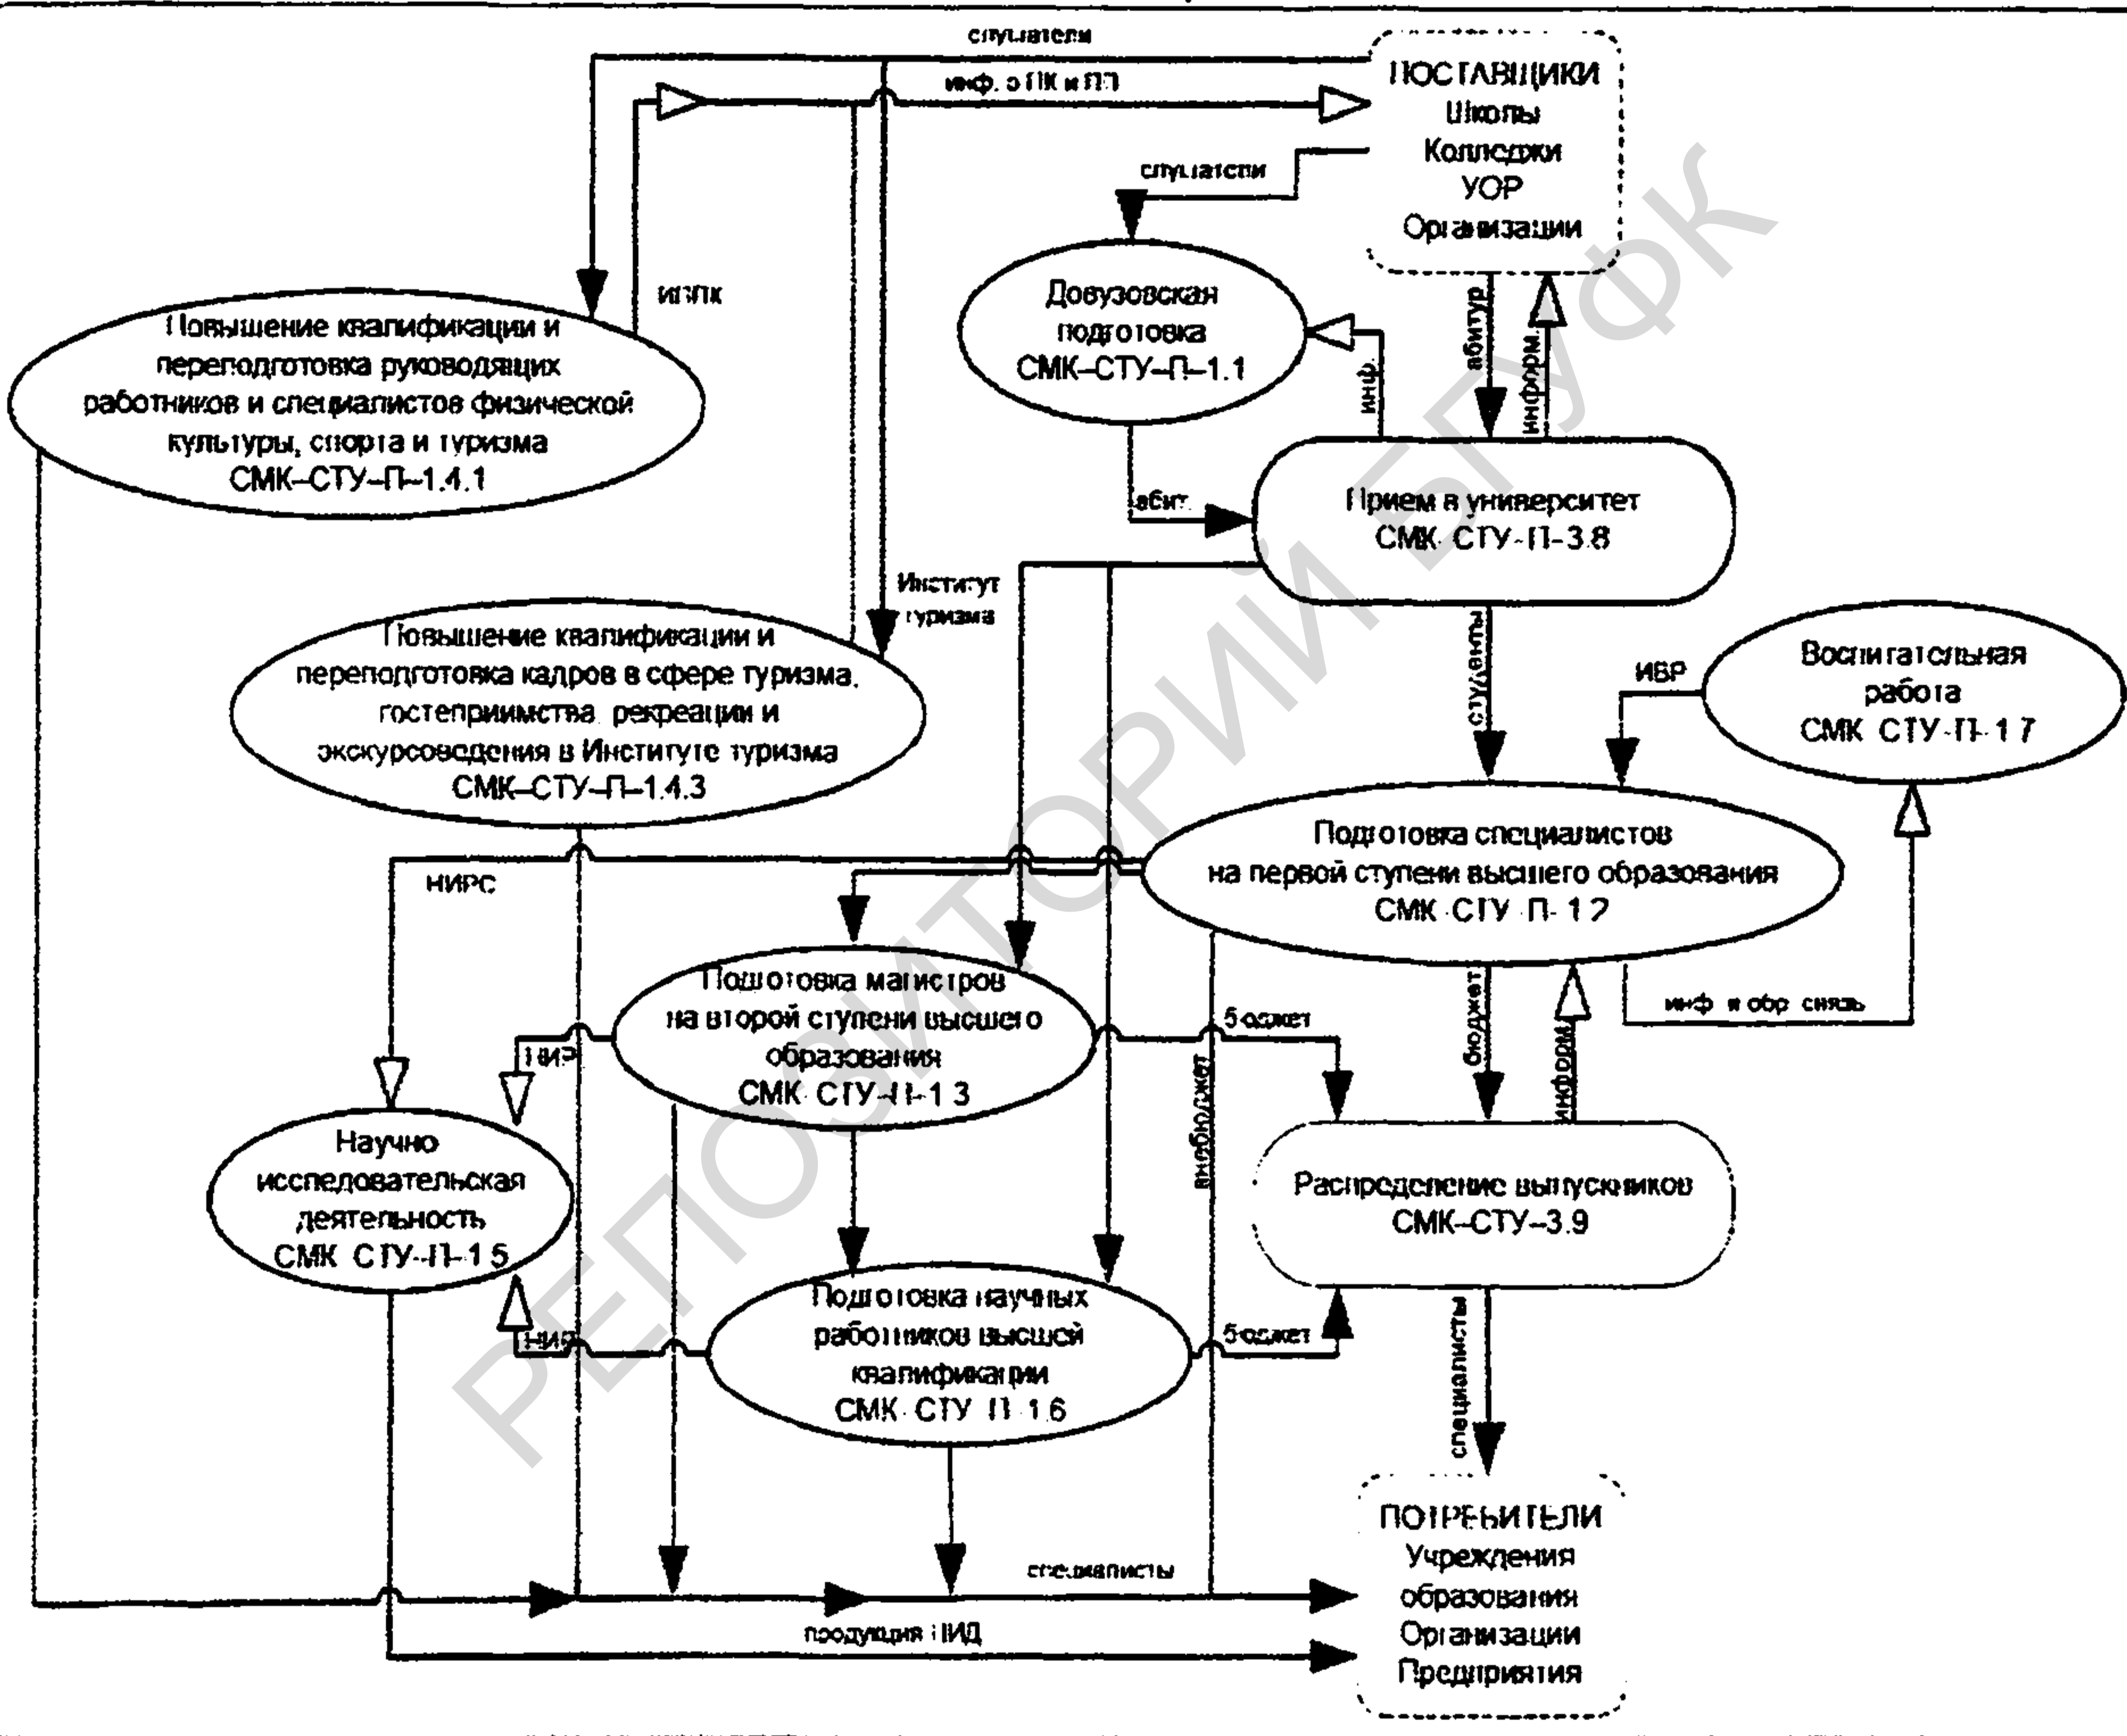 слушатели
инф. о ПК и ПП
ПОСТАВЩИКИ
Школы
Колледжи
УОР
Организации
слушатели
ИППК
Довузовская
подготовка
СМК–СТУ–П–1.1
абитур
информ.
инф.
Повышение квалификации и
переподготовка руководящих
работников и специалистов физической
культуры, спорта и туризма
СМК–СТУ–П–1.4.1
абит.
Прием в университет
СМК СТУ-П-3.8
Институт
туризма
Повышение квалификации и
переподготовка кадров в сфере туризма,
гостеприимства рекреации и
экскурсоведения в Институте туризма
СМК–СТУ–П–1.4.3
студенты
ИВР
Воспитательная
работа
СМК СТУ-П-1 7
НИРС
Подготовка специалистов
на первой ступени высшего образования
СМК СТУ П-1 2
Подготовка магистров
на второй ступени высшего
образования
СМК СТУ-П-1 3
НИР
бюджет
внебюджет
бюджет
информ.
инф и обр связь
Научно
исследовательская
деятельность
СМК СТУ-П-1 5
Распределение выпускников
СМК–СТУ–3.9
НИР
Подготовка научных
работников высшей
квалификации
СМК СТУ П 1.6
бюджет
специалисты
специалисты
продукция НИД
ПОТРЕБИТЕЛИ
Учреждения
образования
Организации
Предприятия
РЕПОЗИТОРИЙ БГУФК